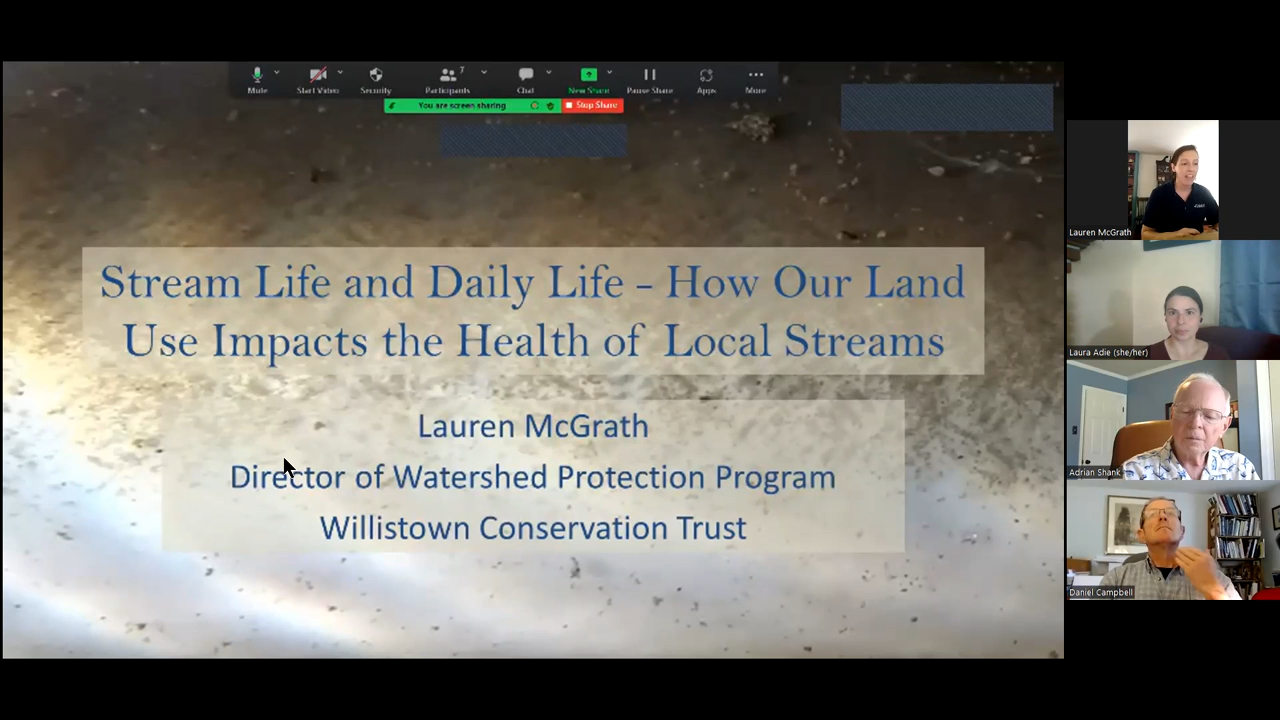 Mute
Start Video
Security
Participants
7
Chat
New Share
Pause Share
Apps
More
You are screen sharing
Stop Share
Stream Life and Daily Life – How Our Land
Use Impacts the Health of Local Streams
Lauren McGrath
Director of Watershed Protection Program
Willistown Conservation Trust
Lauren McGrath
Laura Adie (she/her)
Adrian Shank
Daniel Campbell